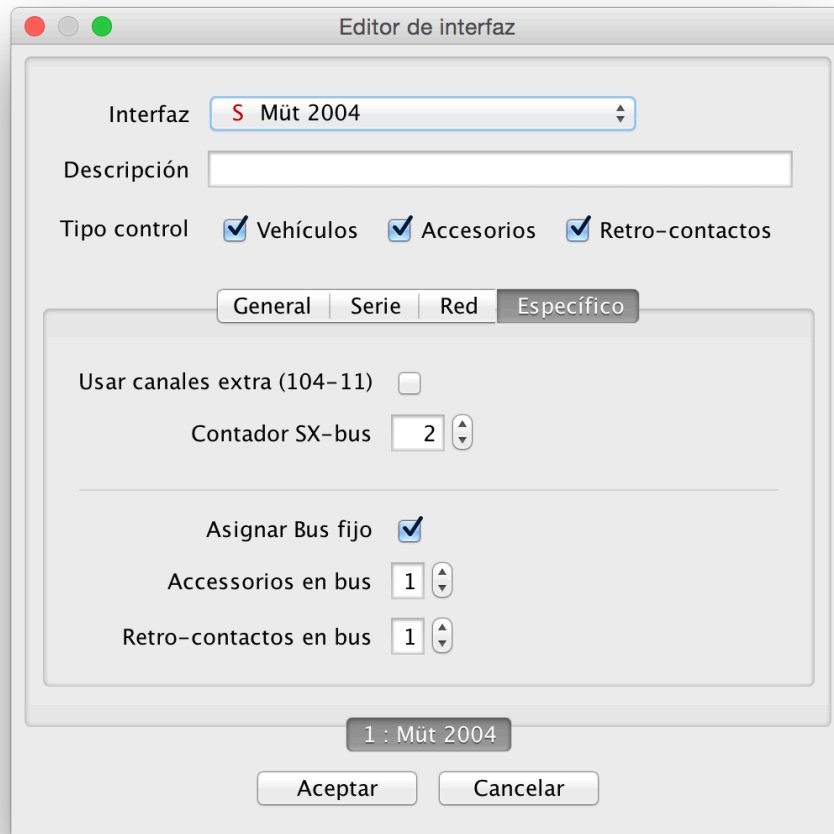 Editor de interfaz
Interfaz S Müt 2004
Descripción
Tipo control Vehículos Accesorios Retro-contactos
General Serie Red Específico
Usar canales extra (104-11)
Contador SX-bus 2
Asignar Bus fijo
Accessorios en bus 1
Retro-contactos en bus 1
1 : Müt 2004
Aceptar Cancelar